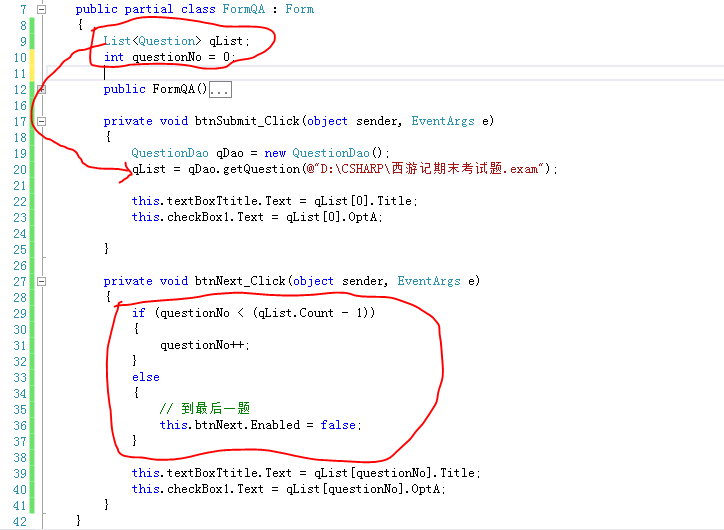 7 public partial class FormQA : Form
8 {
9 List<Question> qList;
10 int questionNo = 0;
11
12 public FormQA()...
16
17 private void btnSubmit_Click(object sender, EventArgs e)
18 {
19 QuestionDao qDao = new QuestionDao();
20 qList = qDao.getQuestion(@"D:\CSHARP\西游记期末考试题.exam");
21
22 this.textBoxTtitle.Text = qList[0].Title;
23 this.checkBox1.Text = qList[0].OptA;
24
25 }
26
27 private void btnNext_Click(object sender, EventArgs e)
28 {
29 if (questionNo < (qList.Count - 1))
30 {
31 questionNo++;
32 }
33 else
34 {
35 // 到最后一题
36 this.btnNext.Enabled = false;
37 }
38
39 this.textBoxTtitle.Text = qList[questionNo].Title;
40 this.checkBox1.Text = qList[questionNo].OptA;
41 }
42 }